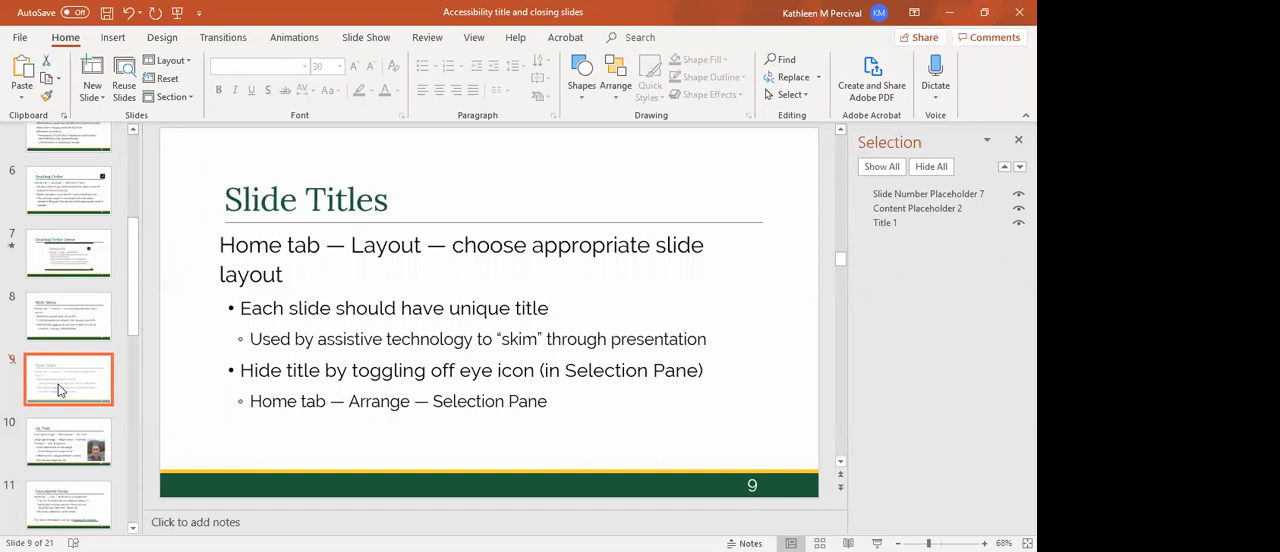 AutoSave Off
Accessibility title and closing slides
Kathleen M Percival KM
File Home Insert Design Transitions Animations Slide Show Review View Help Acrobat Search
Share Comments
Paste
New Slide
Reuse Slides
Layout
Reset
Section
30
B I U S ab AV Aa A
Shapes
Arrange
Quick Styles
Shape Fill
Shape Outline
Shape Effects
Find
Replace
Select
Create and Share Adobe PDF
Dictate
Clipboard Slides Font Paragraph Drawing Editing Adobe Acrobat Voice
6
7
8
9
10
11
Slide Titles
Home tab — Layout — choose appropriate slide
layout
• Each slide should have unique title
◦ Used by assistive technology to “skim” through presentation
• Hide title by toggling off eye icon (in Selection Pane)
◦ Home tab — Arrange — Selection Pane
9
Selection
Show All Hide All
Slide Number Placeholder 7
Content Placeholder 2
Title 1
Click to add notes
Slide 9 of 21
Notes
68%